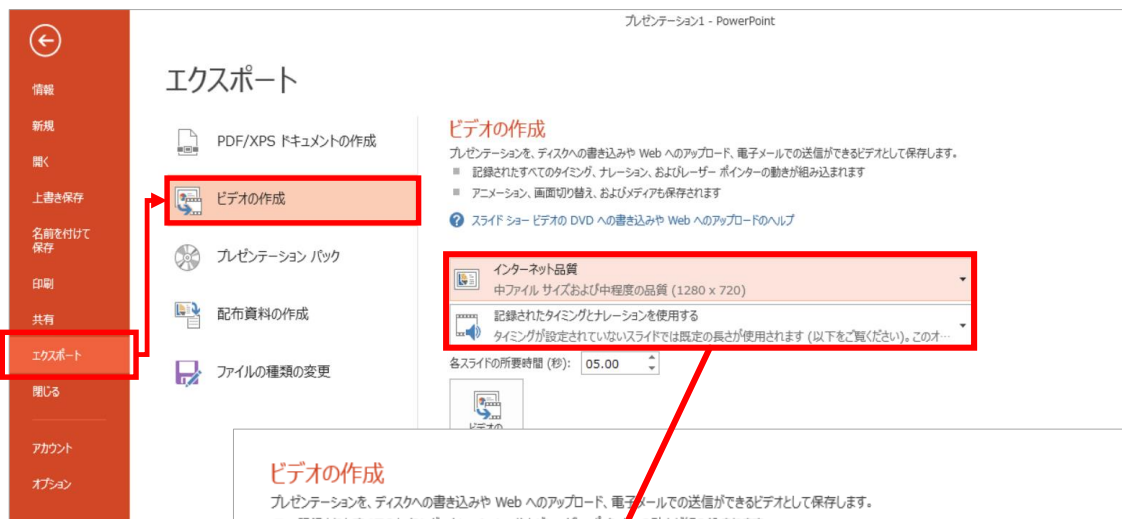 プレゼンテーション1 - PowerPoint
情報
新規
開く
上書き保存
名前を付けて
保存
印刷
共有
エクスポート
閉じる
アカウント
オプション
エクスポート
PDF/XPS ドキュメントの作成
ビデオの作成
プレゼンテーション パック
配布資料の作成
ファイルの種類の変更
ビデオの作成
プレゼンテーションを、ディスクへの書き込みや Web へのアップロード、電子メールでの送信ができるビデオとして保存します。
記録されたすべてのタイミング、ナレーション、およびレーザー ポインターの動きが組み込まれます
アニメーション、画面切り替え、およびメディアも保存されます
スライド ショー ビデオの DVD への書き込みや Web へのアップロードのヘルプ
インターネット品質
中ファイル サイズおよび中程度の品質 (1280 x 720)
記録されたタイミングとナレーションを使用する
タイミングが設定されていないスライドでは既定の長さが使用されます (以下をご覧ください)。このオ…
各スライドの所要時間 (秒): 05.00
ビデオの
ビデオの作成
プレゼンテーションを、ディスクへの書き込みや Web へのアップロード、電子メールでの送信ができるビデオとして保存します。